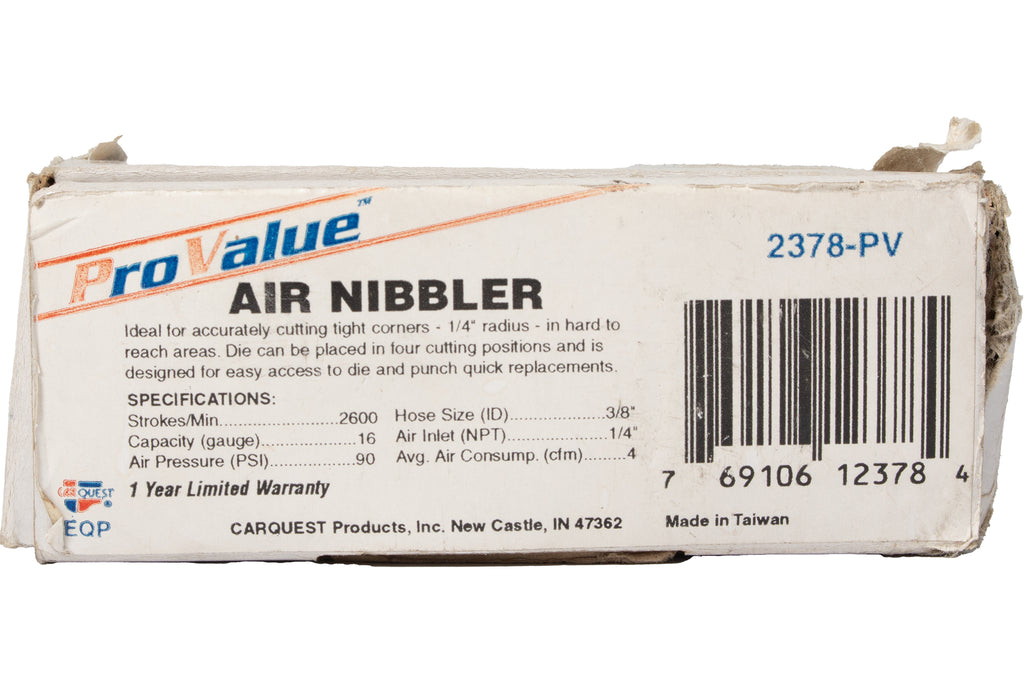 ProValue™
2378-PV
AIR NIBBLER
Ideal for accurately cutting tight corners - 1/4" radius - in hard to
reach areas. Die can be placed in four cutting positions and is
designed for easy access to die and punch quick replacements.
SPECIFICATIONS:
Strokes/Min..........................2600
Capacity (gauge).....................16
Air Pressure (PSI).................90
Hose Size (ID)....................3/8"
Air Inlet (NPT).....................1/4"
Avg. Air Consump. (cfm).........4
1 Year Limited Warranty
7 69106 12378 4
CARQUEST®
EQP
CARQUEST Products, Inc. New Castle, IN 47362
Made in Taiwan